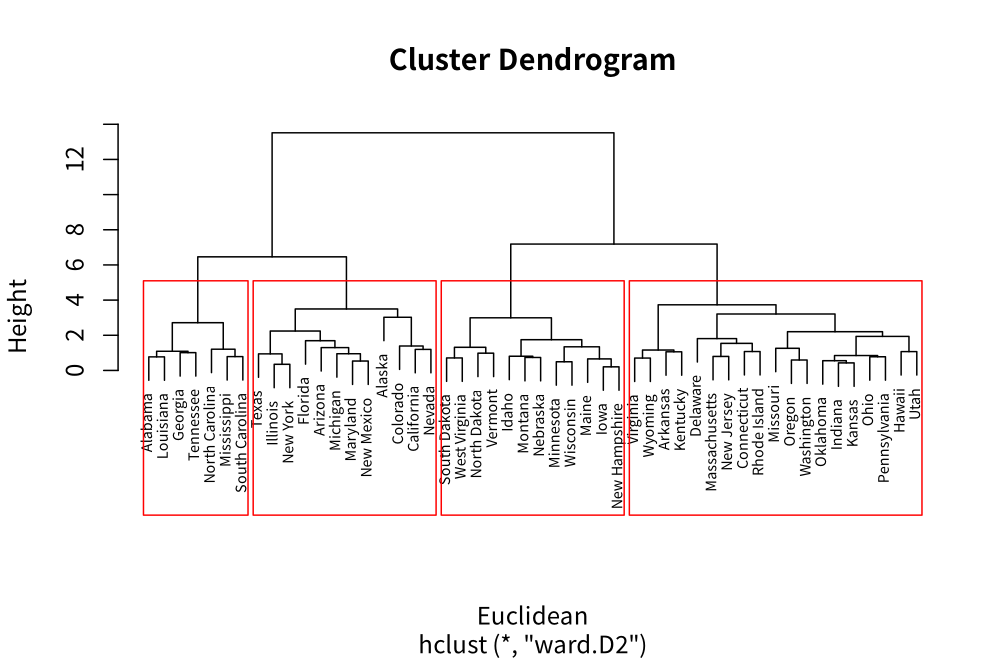 Cluster Dendrogram
Height
12
8
6
4
2
0
Alabama
Louisiana
Georgia
Tennessee
North Carolina
Mississippi
South Carolina
Texas
Illinois
New York
Florida
Arizona
Michigan
Maryland
New Mexico
Alaska
Colorado
California
Nevada
South Dakota
West Virginia
North Dakota
Vermont
Idaho
Montana
Nebraska
Minnesota
Wisconsin
Maine
Iowa
New Hampshire
Virginia
Wyoming
Arkansas
Kentucky
Delaware
Massachusetts
New Jersey
Connecticut
Rhode Island
Missouri
Oregon
Washington
Oklahoma
Indiana
Kansas
Ohio
Pennsylvania
Hawaii
Utah
Euclidean
hclust (*, "ward.D2")